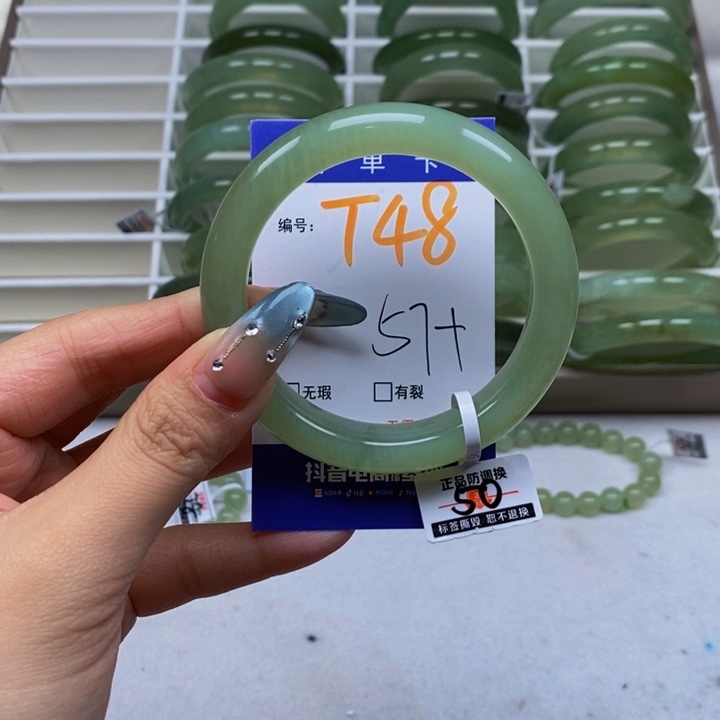 单卡
编号：T48
57+
□无瑕 □有裂
抖音电商
正品防调换
50
标签撕毁 恕不退换